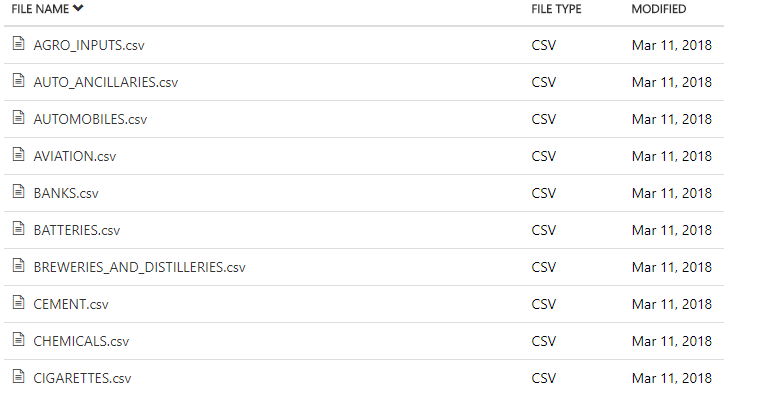 FILE NAME FILE TYPE MODIFIED
AGRO_INPUTS.csv CSV Mar 11, 2018
AUTO_ANCILLARIES.csv CSV Mar 11, 2018
AUTOMOBILES.csv CSV Mar 11, 2018
AVIATION.csv CSV Mar 11, 2018
BANKS.csv CSV Mar 11, 2018
BATTERIES.csv CSV Mar 11, 2018
BREWERIES_AND_DISTILLERIES.csv CSV Mar 11, 2018
CEMENT.csv CSV Mar 11, 2018
CHEMICALS.csv CSV Mar 11, 2018
CIGARETTES.csv CSV Mar 11, 2018